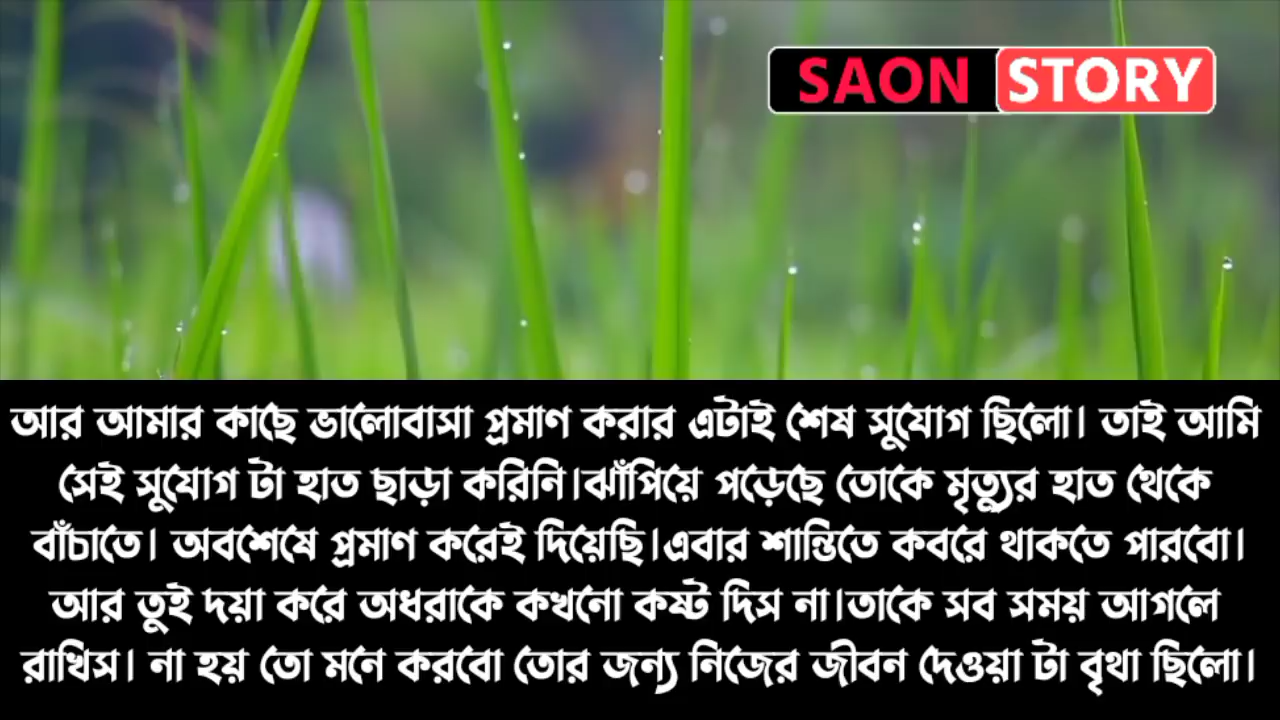 SAON STORY
আর আমার কাছে ভালোবাসা প্রমাণ করার এটাই শেষ সুযোগ ছিলো। তাই আমি
সেই সুযোগ টা হাত ছাড়া করিনি।ঝাঁপিয়ে পড়েছে তোকে মৃত্যুর হাত থেকে
বাঁচাতে। অবশেষে প্রমাণ করেই দিয়েছি।এবার শান্তিতে কবরে থাকতে পারবো।
আর তুই দয়া করে অধরাকে কখনো কষ্ট দিস না।তাকে সব সময় আগলে
রাখিস। না হয় তো মনে করবো তোর জন্য নিজের জীবন দেওয়া টা বৃথা ছিলো।